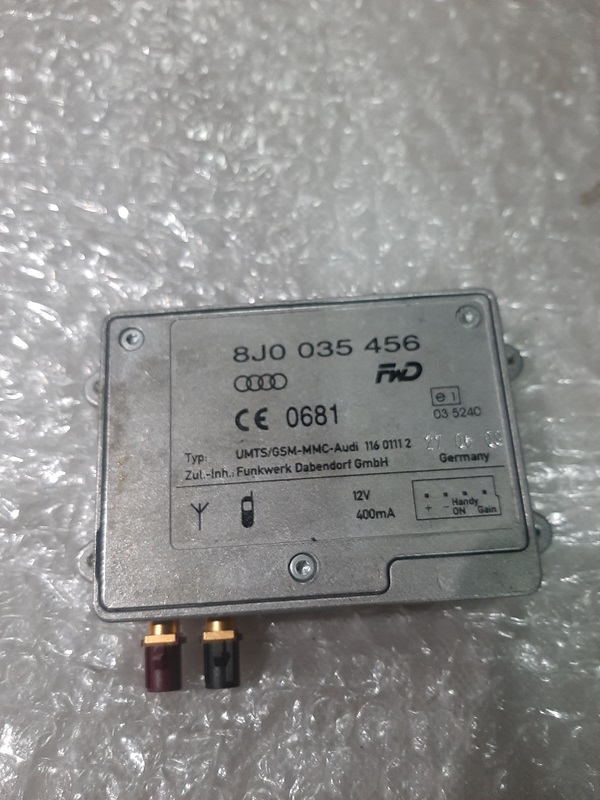 8J0 035 456
FWD
CE 0681
e 1
03 5240
Typ: UMTS/GSM-MMC-Audi 116 0111 2
Zul.-Inh.: Funkwerk Dabendorf GmbH
Germany
12V
400mA
+ - Handy ON Gain